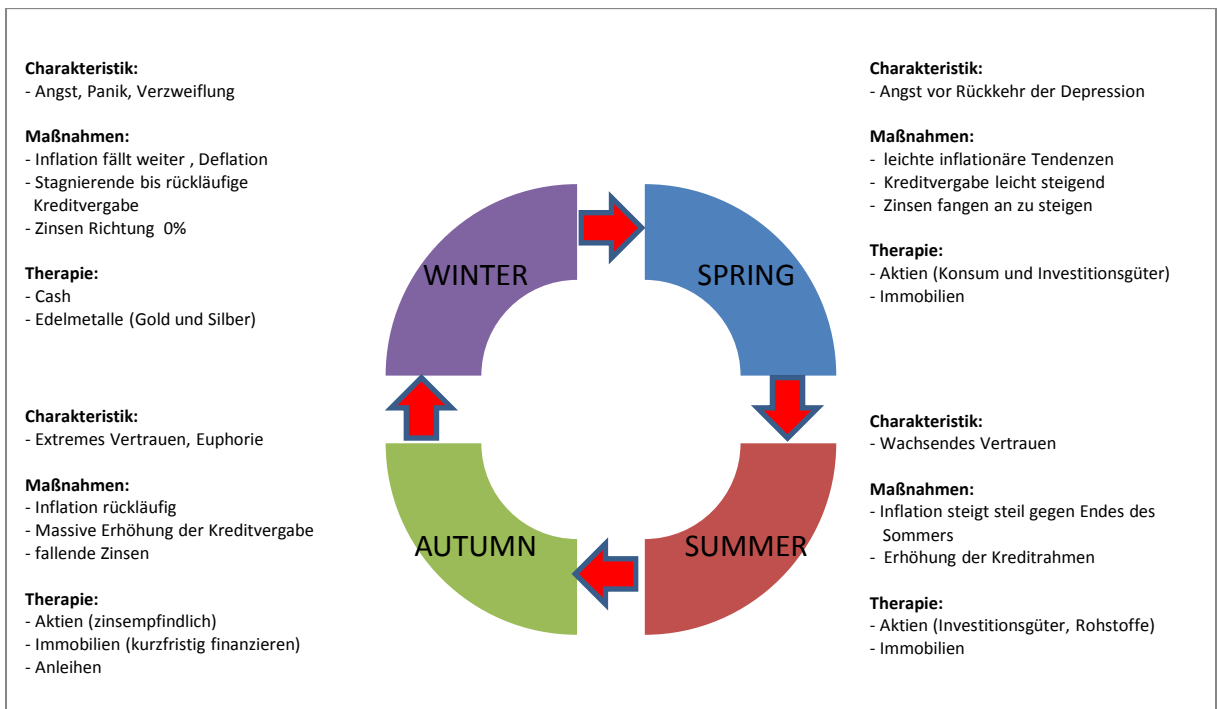 Charakteristik:
- Angst, Panik, Verzweiflung
Maßnahmen:
- Inflation fällt weiter , Deflation
- Stagnierende bis rückläufige
Kreditvergabe
- Zinsen Richtung 0%
Therapie:
- Cash
- Edelmetalle (Gold und Silber)
Charakteristik:
- Angst vor Rückkehr der Depression
Maßnahmen:
- leichte inflationäre Tendenzen
- Kreditvergabe leicht steigend
- Zinsen fangen an zu steigen
Therapie:
- Aktien (Konsum und Investitionsgüter)
- Immobilien
WINTER
SPRING
Charakteristik:
- Extremes Vertrauen, Euphorie
Maßnahmen:
- Inflation rückläufig
- Massive Erhöhung der Kreditvergabe
- fallende Zinsen
Therapie:
- Aktien (zinsempfindlich)
- Immobilien (kurzfristig finanzieren)
- Anleihen
AUTUMN
SUMMER
Charakteristik:
- Wachsendes Vertrauen
Maßnahmen:
- Inflation steigt steil gegen Endes des
Sommers
- Erhöhung der Kreditrahmen
Therapie:
- Aktien (Investitionsgüter, Rohstoffe)
- Immobilien